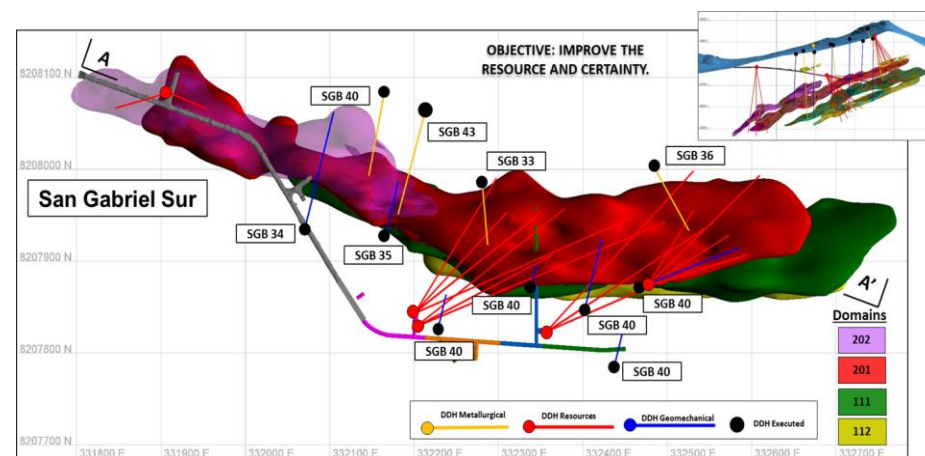 OBJECTIVE: IMPROVE THE
RESOURCE AND CERTAINTY.
A
8208100 N
SGB 40
SGB 43
8208000 N
SGB 33
SGB 36
San Gabriel Sur
SGB 34
SGB 35
8207900 N
SGB 40
SGB 40
A'
SGB 40
Domains
8207800 N
SGB 40
SGB 40
202
201
111
112
DDH Metallurgical
DDH Resources
DDH Geomechanical
DDH Executed
8207700 N
331800 E
331900 E
332000 E
332100 E
332200 E
332300 E
332400 E
332500 E
332600 E
332700 E